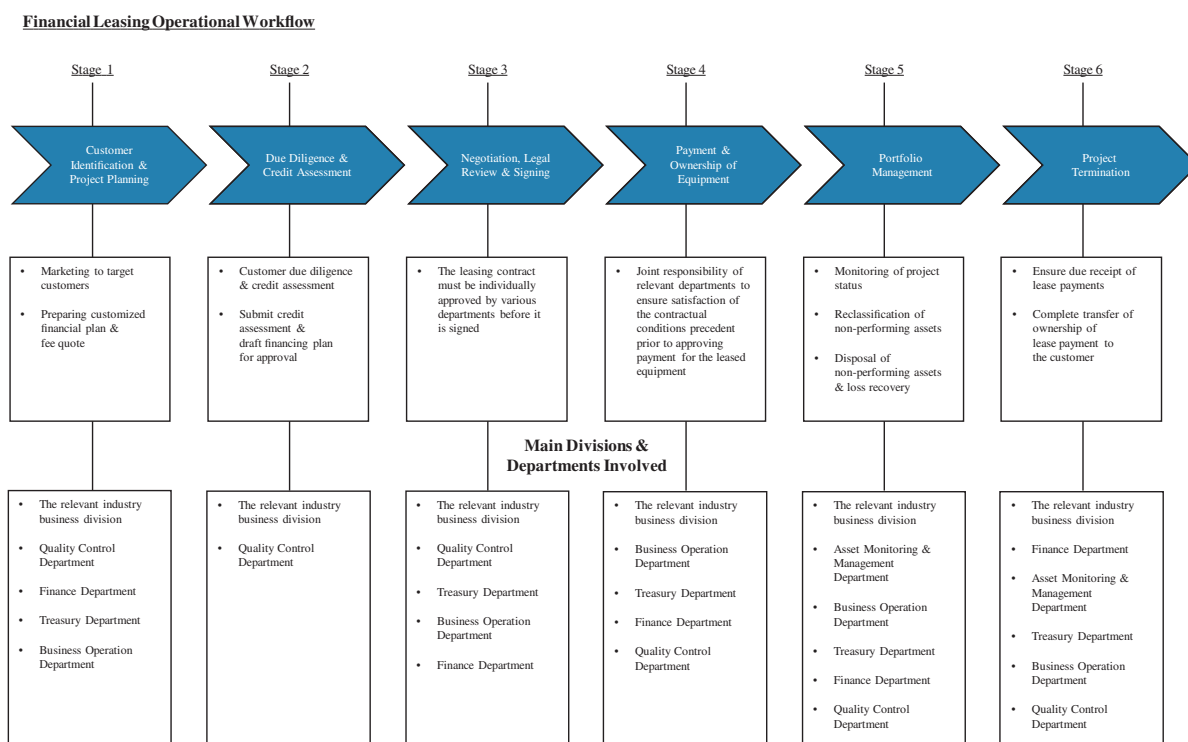 Financial Leasing Operational Workflow
Stage 1
Stage 2
Stage 3
Stage 4
Stage 5
Stage 6
Customer
Identification &
Project Planning
Due Diligence &
Credit Assessment
Negotiation, Legal
Review & Signing
Payment &
Ownership of
Equipment
Portfolio
Management
Project
Termination
• Marketing to target
customers
• Preparing customized
financial plan &
fee quote
• Customer due diligence
& credit assessment
• Submit credit
assessment &
draft financing plan
for approval
• The leasing contract
must be individually
approved by various
departments before it
is signed
• Joint responsibility of
relevant departments to
ensure satisfaction of
the contractual
conditions precedent
prior to approving
payment for the leased
equipment
• Monitoring of project
status
• Reclassification of
non-performing assets
• Disposal of
non-performing assets
& loss recovery
• Ensure due receipt of
lease payments
• Complete transfer of
ownership of
lease payment to
the customer
Main Divisions &
Departments Involved
• The relevant industry
business division
• Quality Control
Department
• Finance Department
• Treasury Department
• Business Operation
Department
• The relevant industry
business division
• Quality Control
Department
• The relevant industry
business division
• Quality Control
Department
• Treasury Department
• Business Operation
Department
• Finance Department
• The relevant industry
business division
• Business Operation
Department
• Treasury Department
• Finance Department
• Quality Control
Department
• The relevant industry
business division
• Asset Monitoring &
Management
Department
• Business Operation
Department
• Treasury Department
• Finance Department
• Quality Control
Department
• The relevant industry
business division
• Finance Department
• Asset Monitoring &
Management
Department
• Treasury Department
• Business Operation
Department
• Quality Control
Department